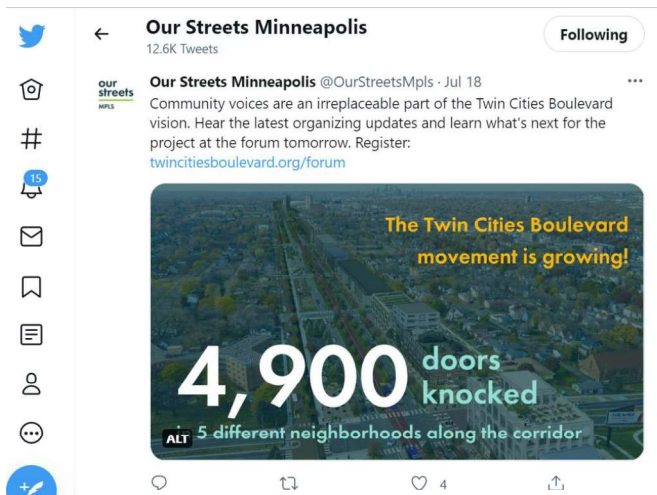 Our Streets Minneapolis
12.6K Tweets
Following
our
streets
MPLS
Our Streets Minneapolis @OurStreetsMpls · Jul 18
Community voices are an irreplaceable part of the Twin Cities Boulevard
vision. Hear the latest organizing updates and learn what's next for the
project at the forum tomorrow. Register:
twincitiesboulevard.org/forum
15
The Twin Cities Boulevard
movement is growing!
4,900 doors
knocked
5 different neighborhoods along the corridor
ALT
4